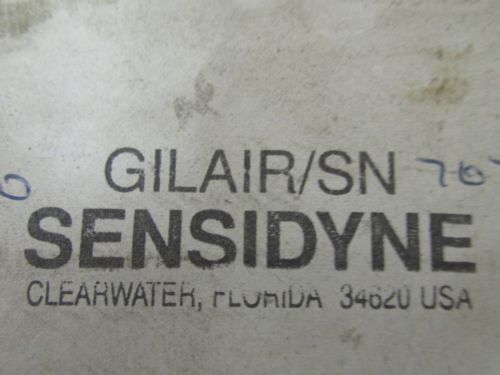 GILAIR/SN
SENSIDYNE
CLEARWATER, FLORIDA 34620 USA